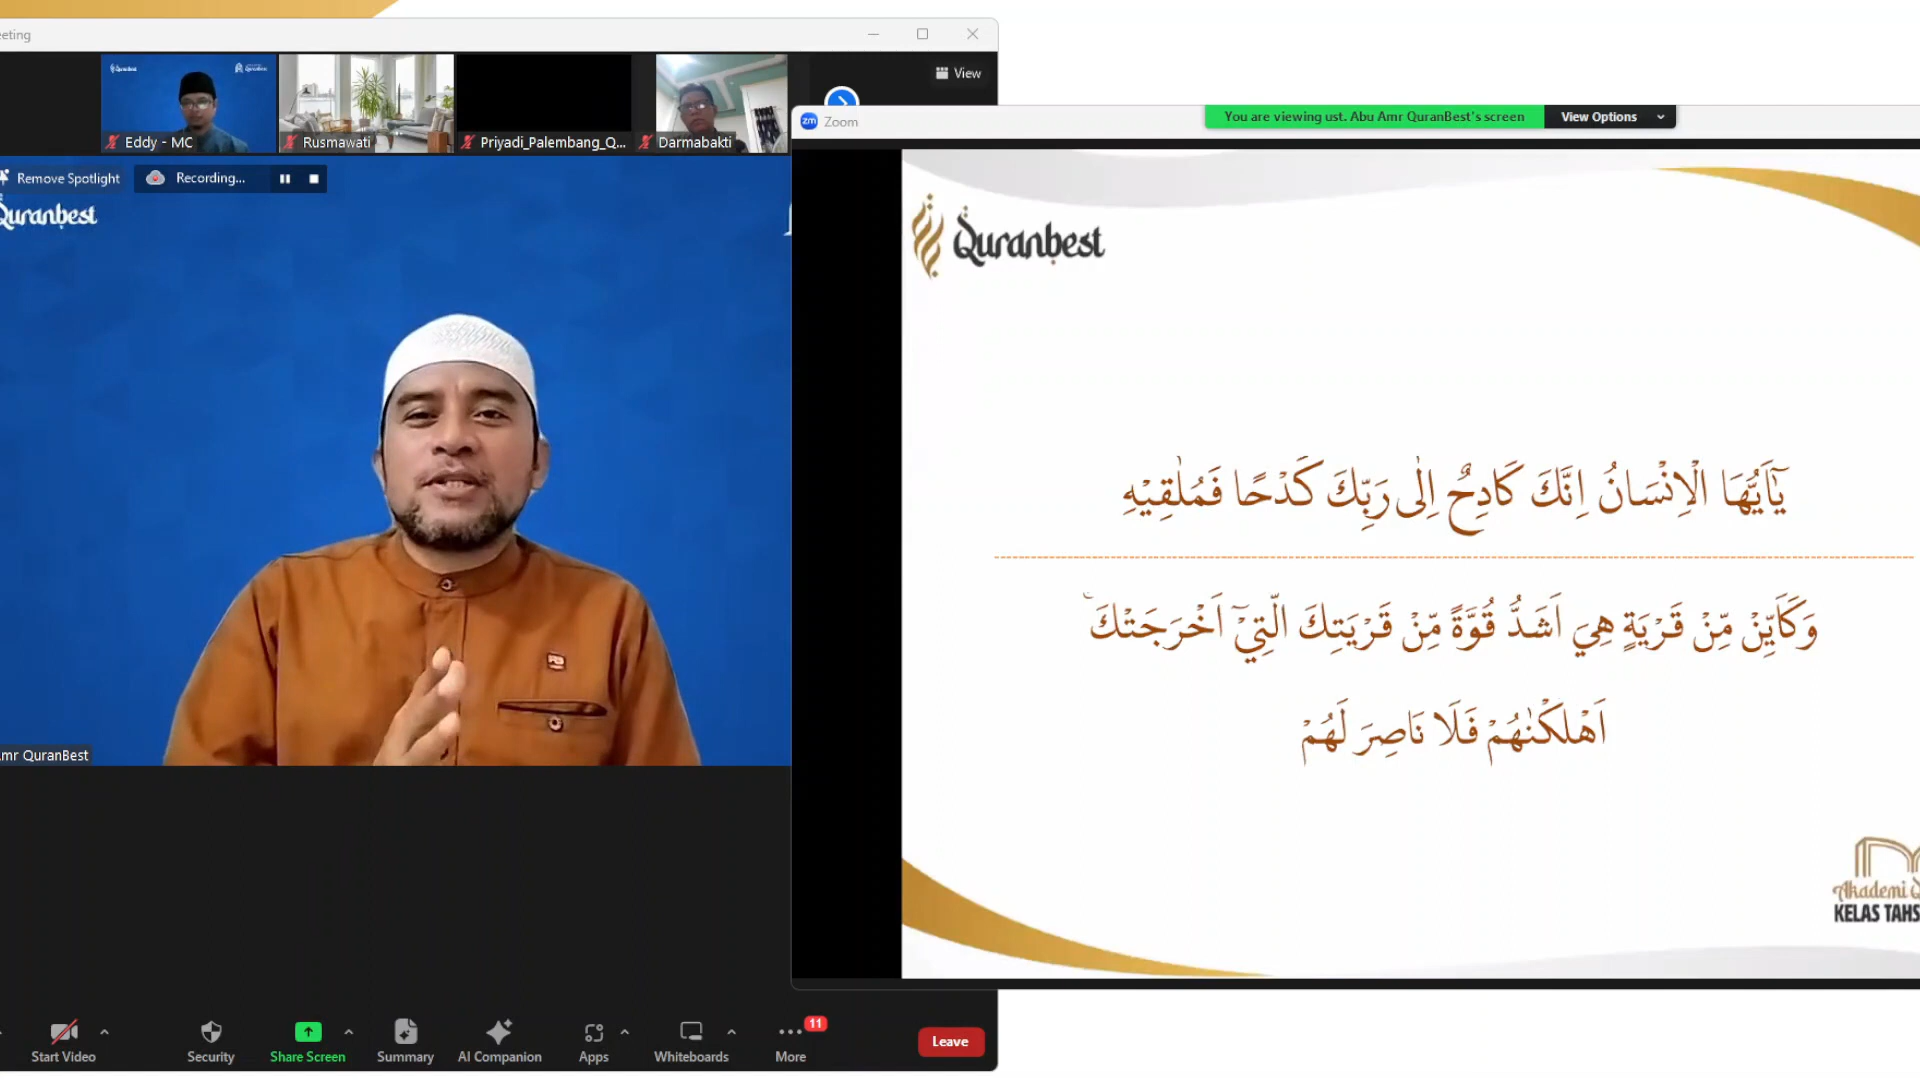 eeting
View
Eddy - MC
Rusmawati
Priyadi_Palembang_Q...
Darmabakti
Remove Spotlight
Recording...
Quranbest
mr QuranBest
Zoom
You are viewing ust. Abu Amr QuranBest's screen
View Options
Quranbest
يٰٓاَيُّهَا الْاِنْسَانُ اِنَّكَ كَادِحٌ اِلٰى رَبِّكَ كَدْحًا فَمُلٰقِيْهِ
وَكَاَيِّنْ مِّنْ قَرْيَةٍ هِيَ اَشَدُّ قُوَّةً مِّنْ قَرْيَتِكَ الَّتِيْٓ اَخْرَجَتْكَۚ
اَهْلَكْنٰهُمْ فَلَا نَاصِرَ لَهُمْ
Akademi Q
KELAS TAHS
Start Video
Security
Share Screen
Summary
AI Companion
Apps
Whiteboards
More
11
Leave